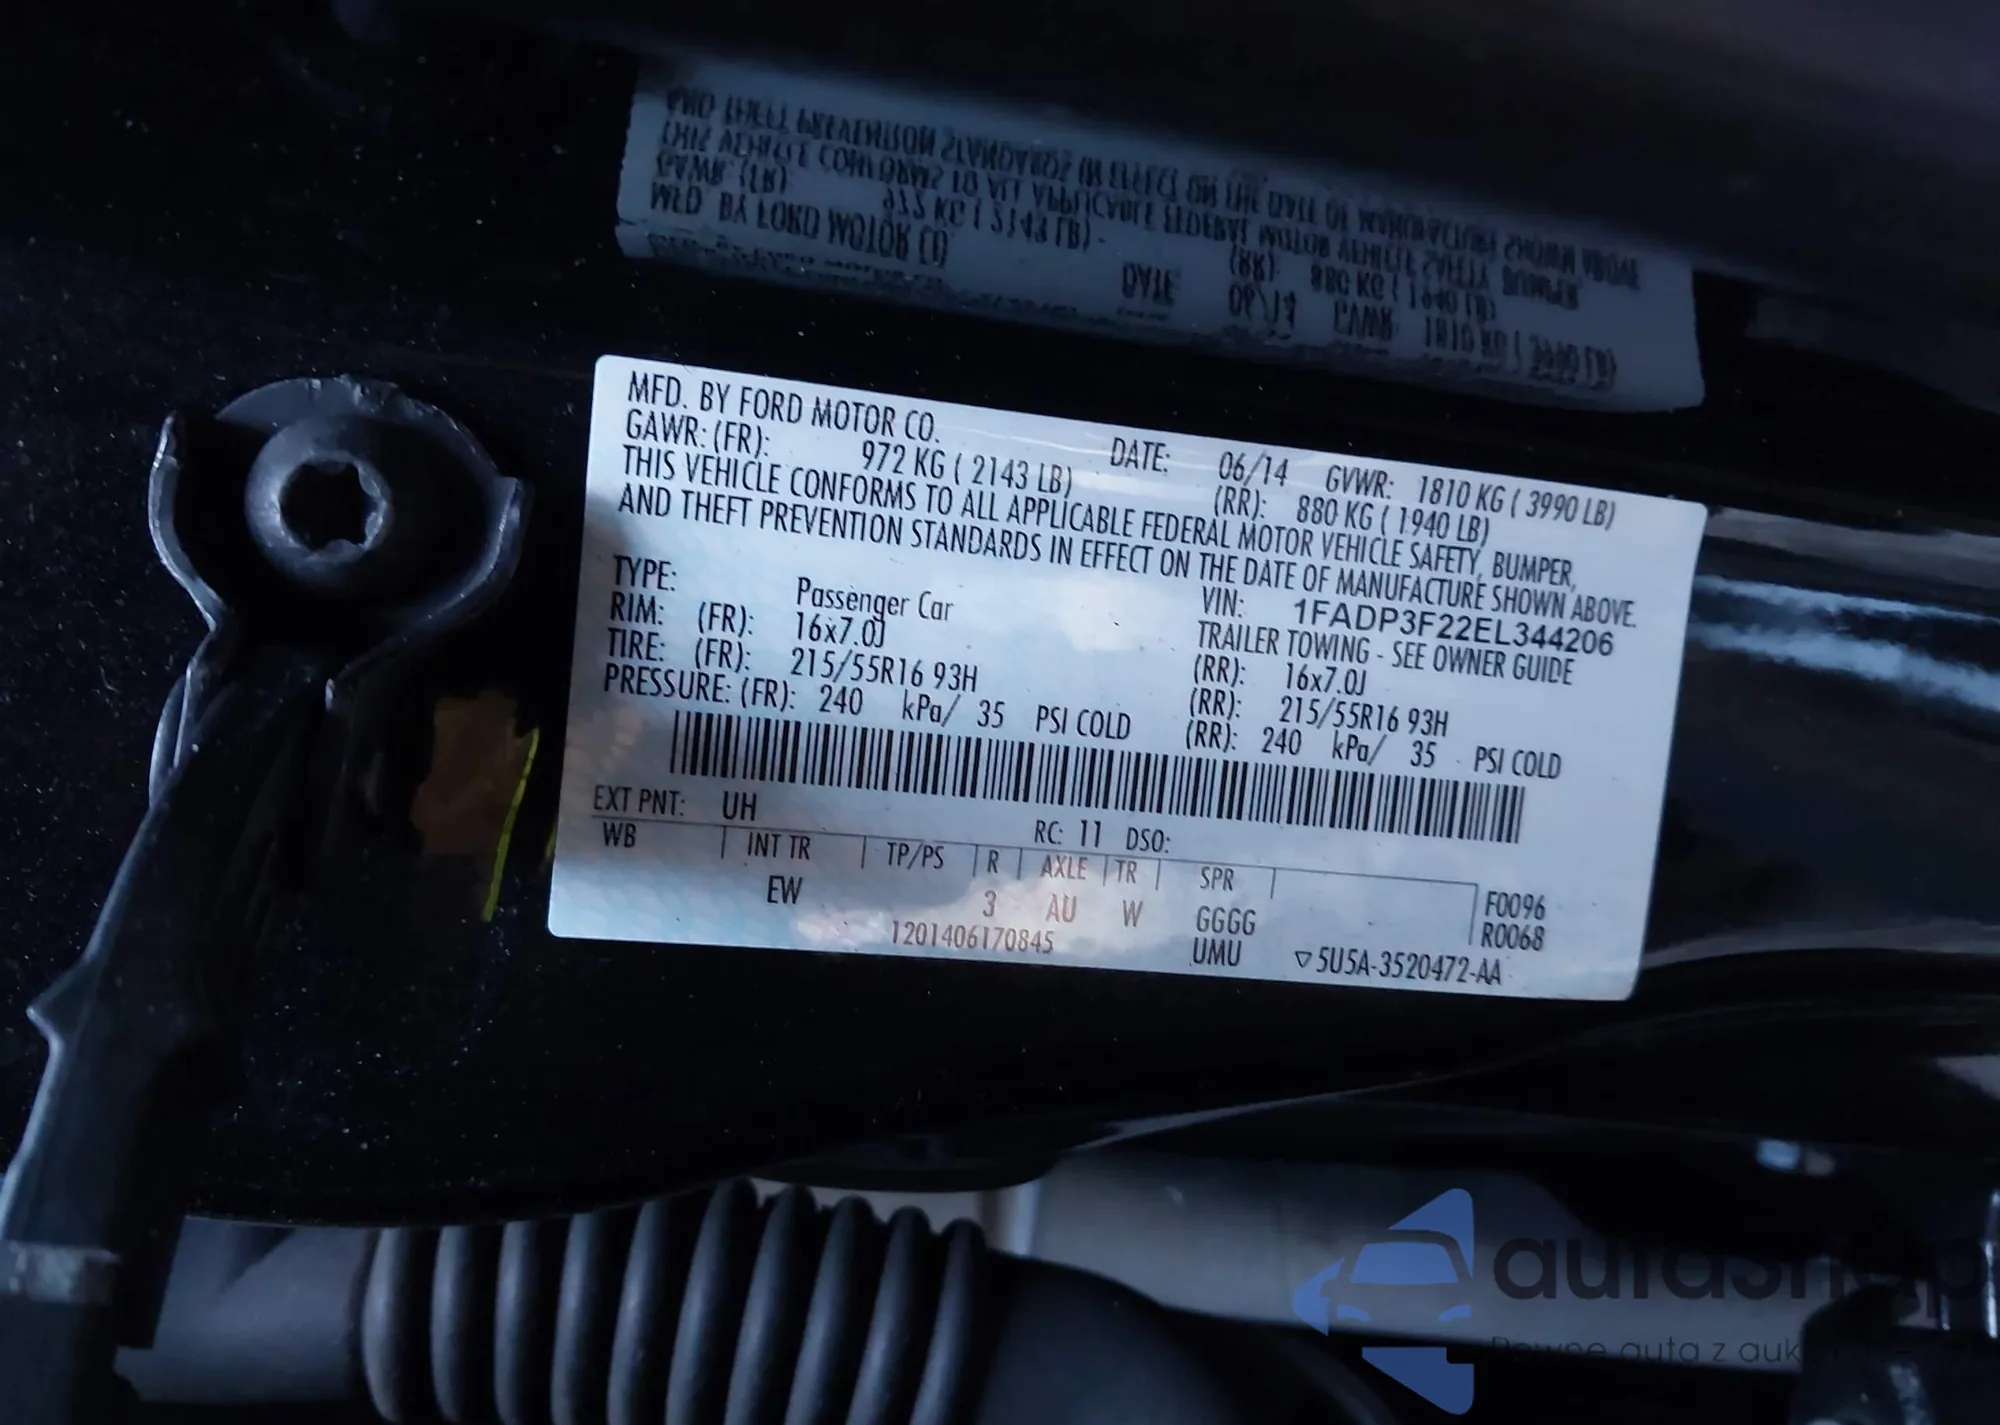 MFD. BY FORD MOTOR CO. DATE: 06/14 GVWR: 1810 KG ( 3990 LB)
GAWR: (FR): 972 KG ( 2143 LB) (RR): 880 KG ( 1940 LB)
THIS VEHICLE CONFORMS TO ALL APPLICABLE FEDERAL MOTOR VEHICLE SAFETY, BUMPER,
AND THEFT PREVENTION STANDARDS IN EFFECT ON THE DATE OF MANUFACTURE SHOWN ABOVE.
VIN: 1FADP3F22EL344206
TYPE: Passenger Car TRAILER TOWING - SEE OWNER GUIDE
RIM: (FR): 16x7.0J (RR): 16x7.0J
TIRE: (FR): 215/55R16 93H (RR): 215/55R16 93H
PRESSURE: (FR): 240 kPa/ 35 PSI COLD (RR): 240 kPa/ 35 PSI COLD
EXT PNT: UH RC: 11 DSO:
WB INT TR TP/PS R AXLE TR SPR F0096
EW 3 AU W GGGG R0068
1201406170845 UMU ▽5U5A-3520472-AA
autashop
Pewne auta z